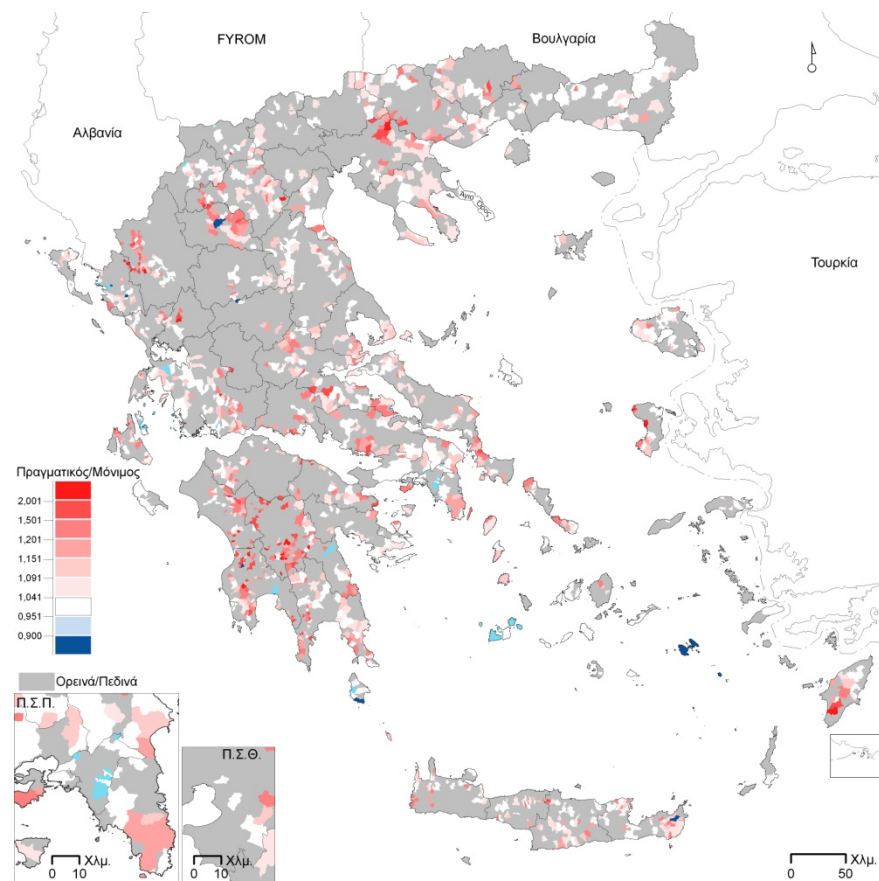 FYROM
Βουλγαρία
Αλβανία
Άγιο Όρος
Τουρκία
Πραγματικός/Μόνιμος
2,001
1,501
1,201
1,151
1,091
1,041
0,951
0,900
Ορεινά/Πεδινά
Π.Σ.Π.
Π.Σ.Θ.
0 10 Χλμ.
0 10 Χλμ.
0 50 Χλμ.